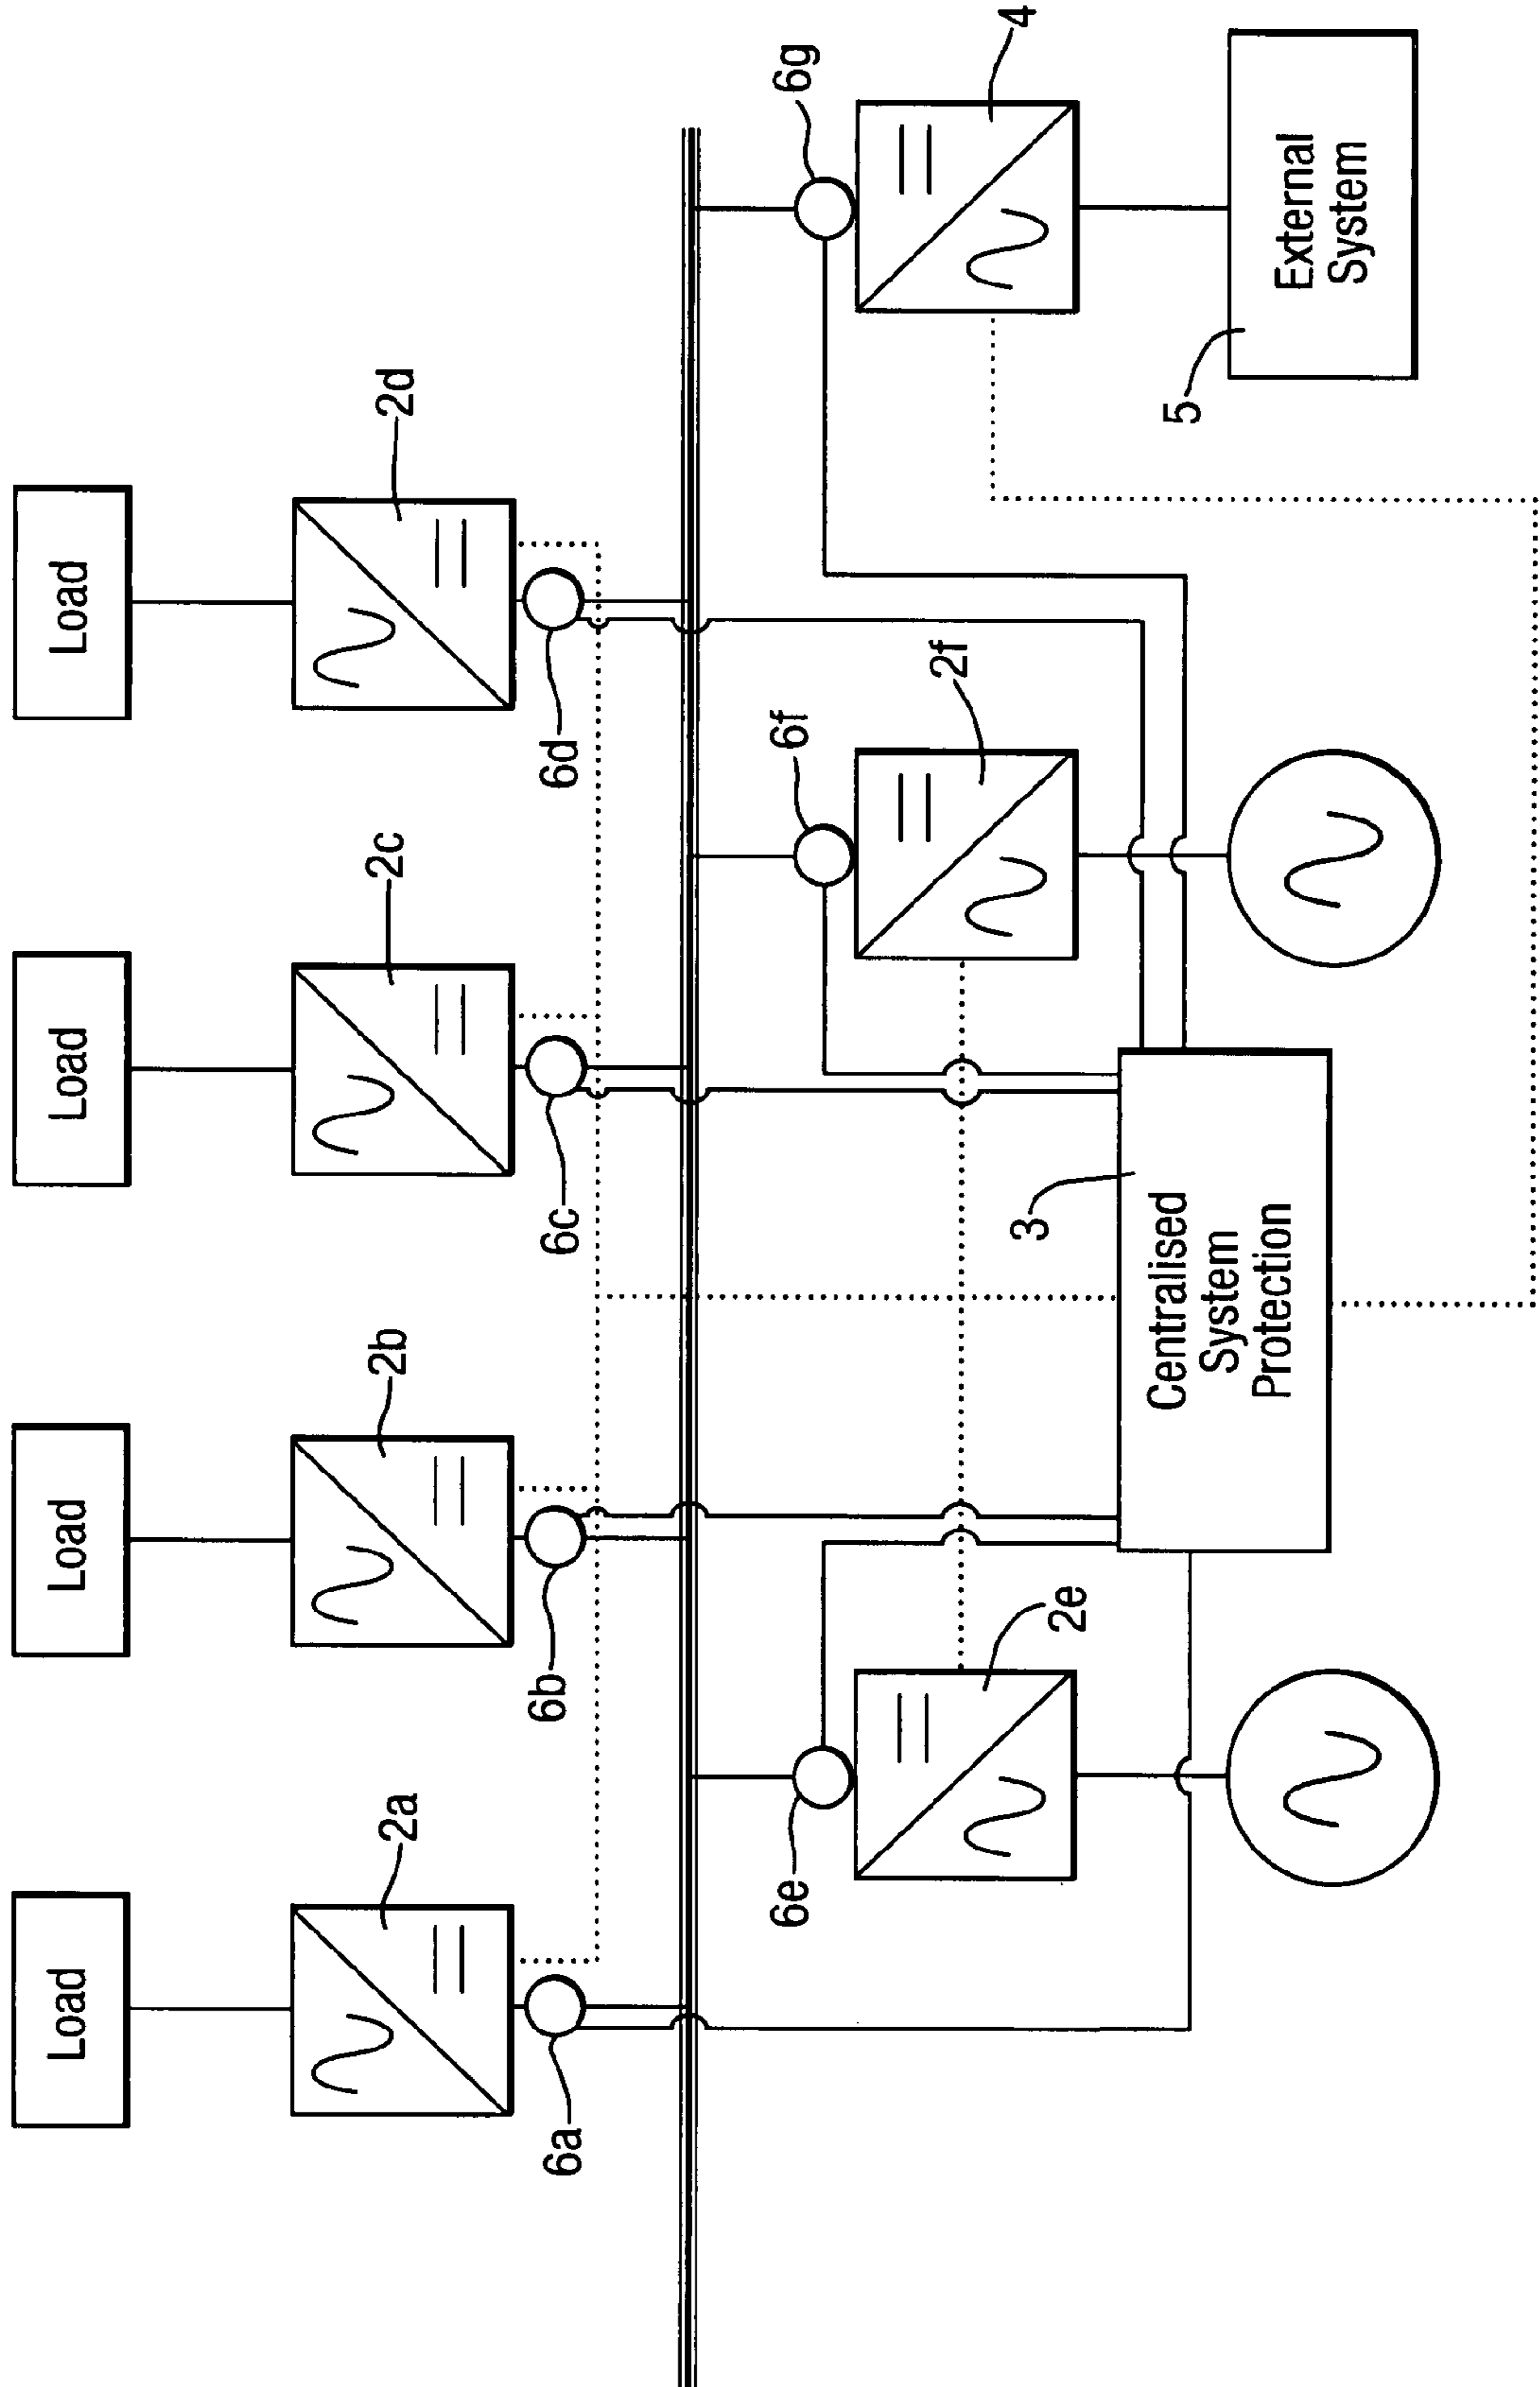 Load
Load
Load
Load
2a
2b
2c
2d
6a
6b
6c
6d
6e
6f
6g
2e
2f
4
3
Centralised
System
Protection
5
External
System